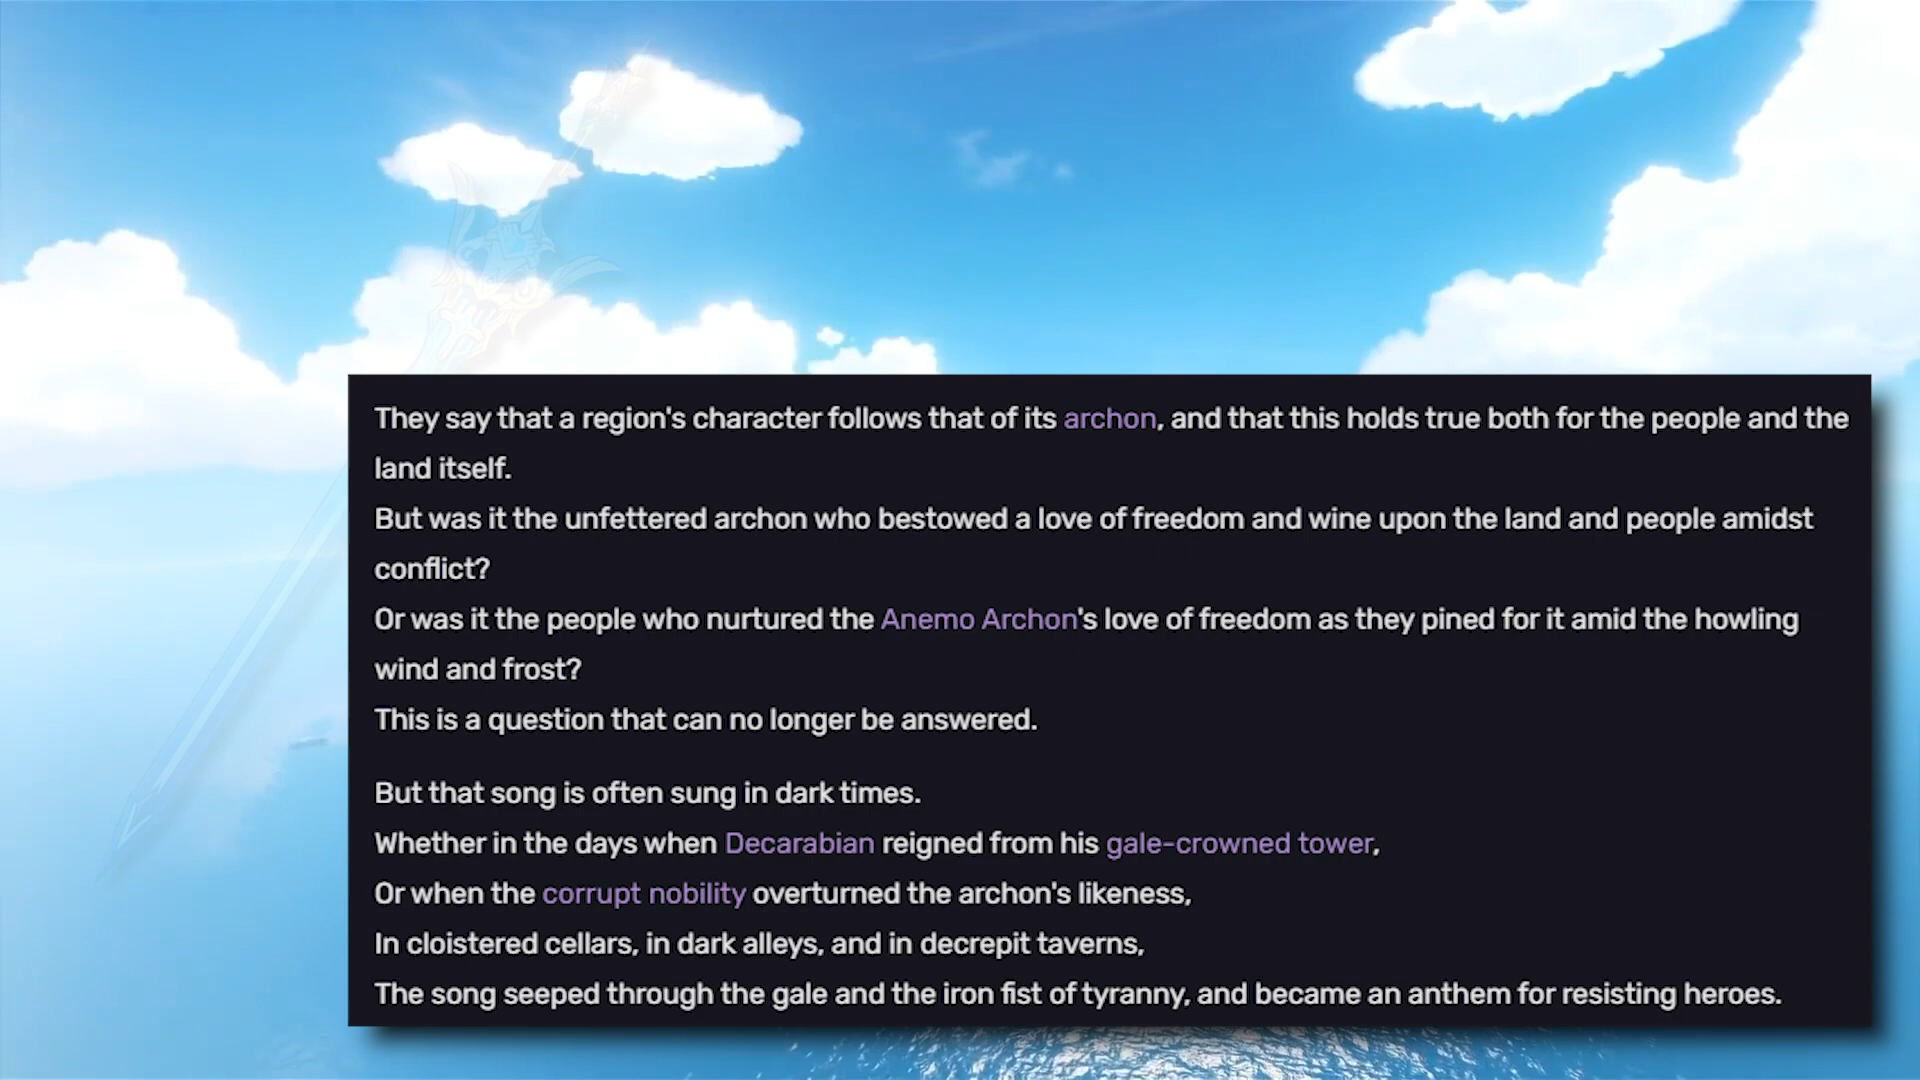 They say that a region's character follows that of its archon, and that this holds true both for the people and the
land itself.
But was it the unfettered archon who bestowed a love of freedom and wine upon the land and people amidst
conflict?
Or was it the people who nurtured the Anemo Archon's love of freedom as they pined for it amid the howling
wind and frost?
This is a question that can no longer be answered.
But that song is often sung in dark times.
Whether in the days when Decarabian reigned from his gale-crowned tower,
Or when the corrupt nobility overturned the archon's likeness,
In cloistered cellars, in dark alleys, and in decrepit taverns,
The song seeped through the gale and the iron fist of tyranny, and became an anthem for resisting heroes.